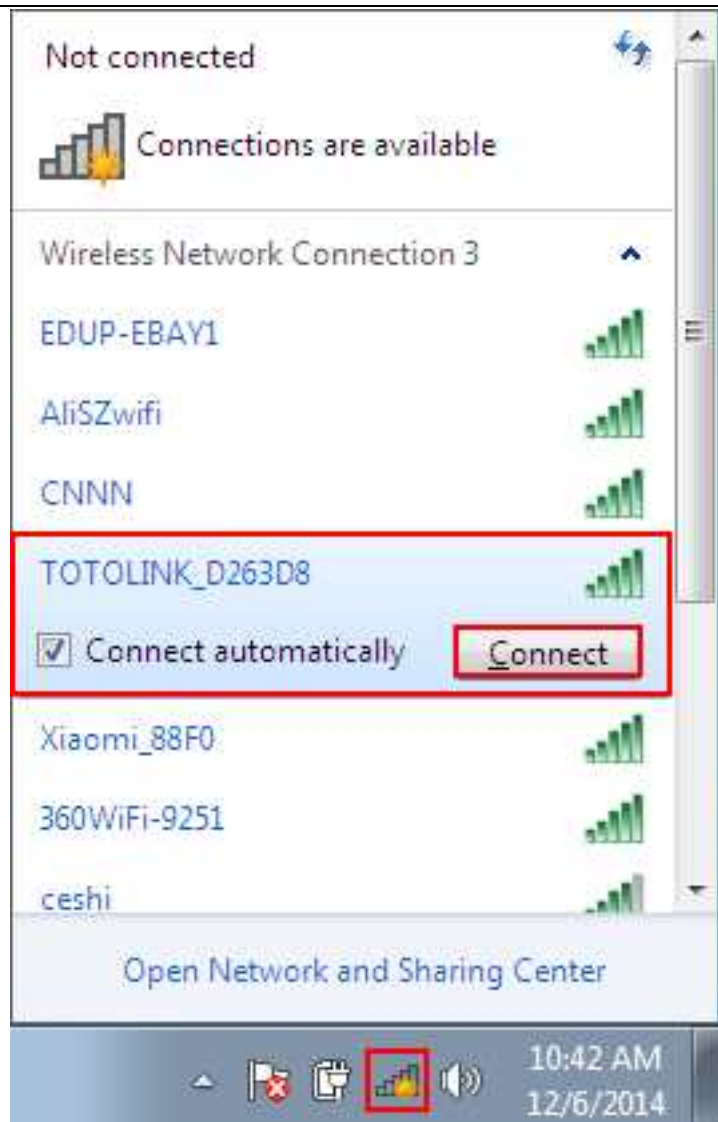 Not connected
Connections are available
Wireless Network Connection 3
EDUP-EBAY1
AliSZwifi
CNNN
TOTOLINK_D263D8
Connect automatically Connect
Xiaomi_88F0
360WiFi-9251
ceshi
Open Network and Sharing Center
10:42 AM
12/6/2014